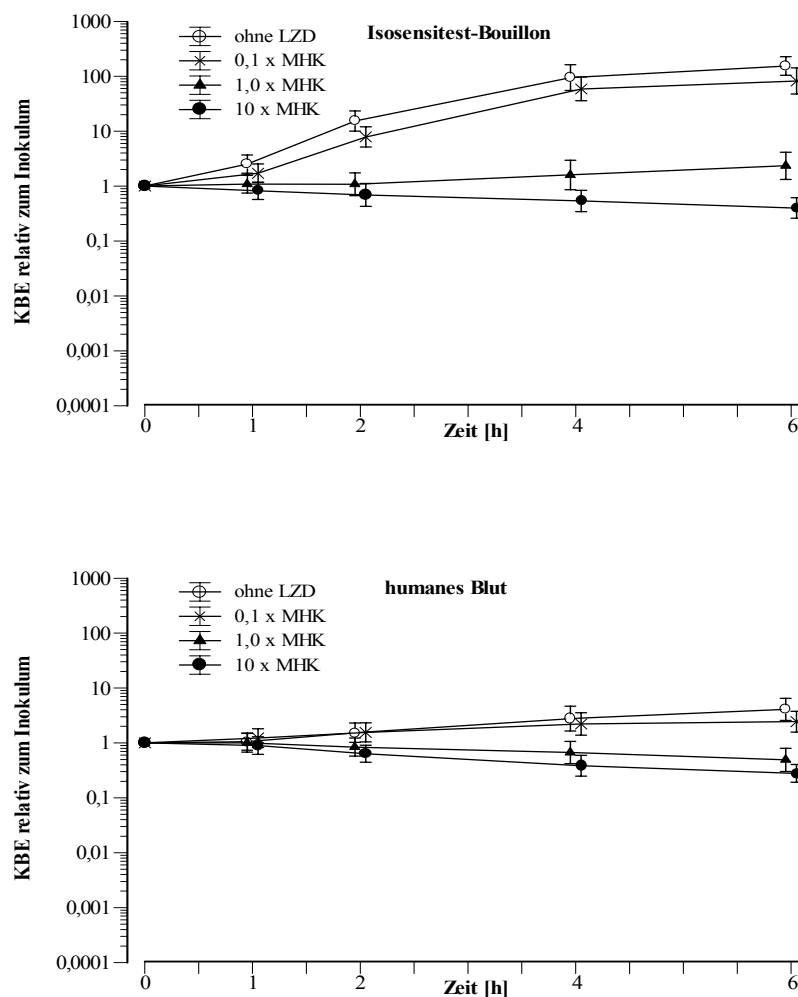 Isosensitest-Bouillon
ohne LZD
0,1 x MHK
1,0 x MHK
10 x MHK
KBE relativ zum Inokulum
1000
100
10
1
0,1
0,01
0,001
0,0001
0 1 2 4 6
Zeit [h]
humanes Blut
ohne LZD
0,1 x MHK
1,0 x MHK
10 x MHK
KBE relativ zum Inokulum
1000
100
10
1
0,1
0,01
0,001
0,0001
0 1 2 4 6
Zeit [h]